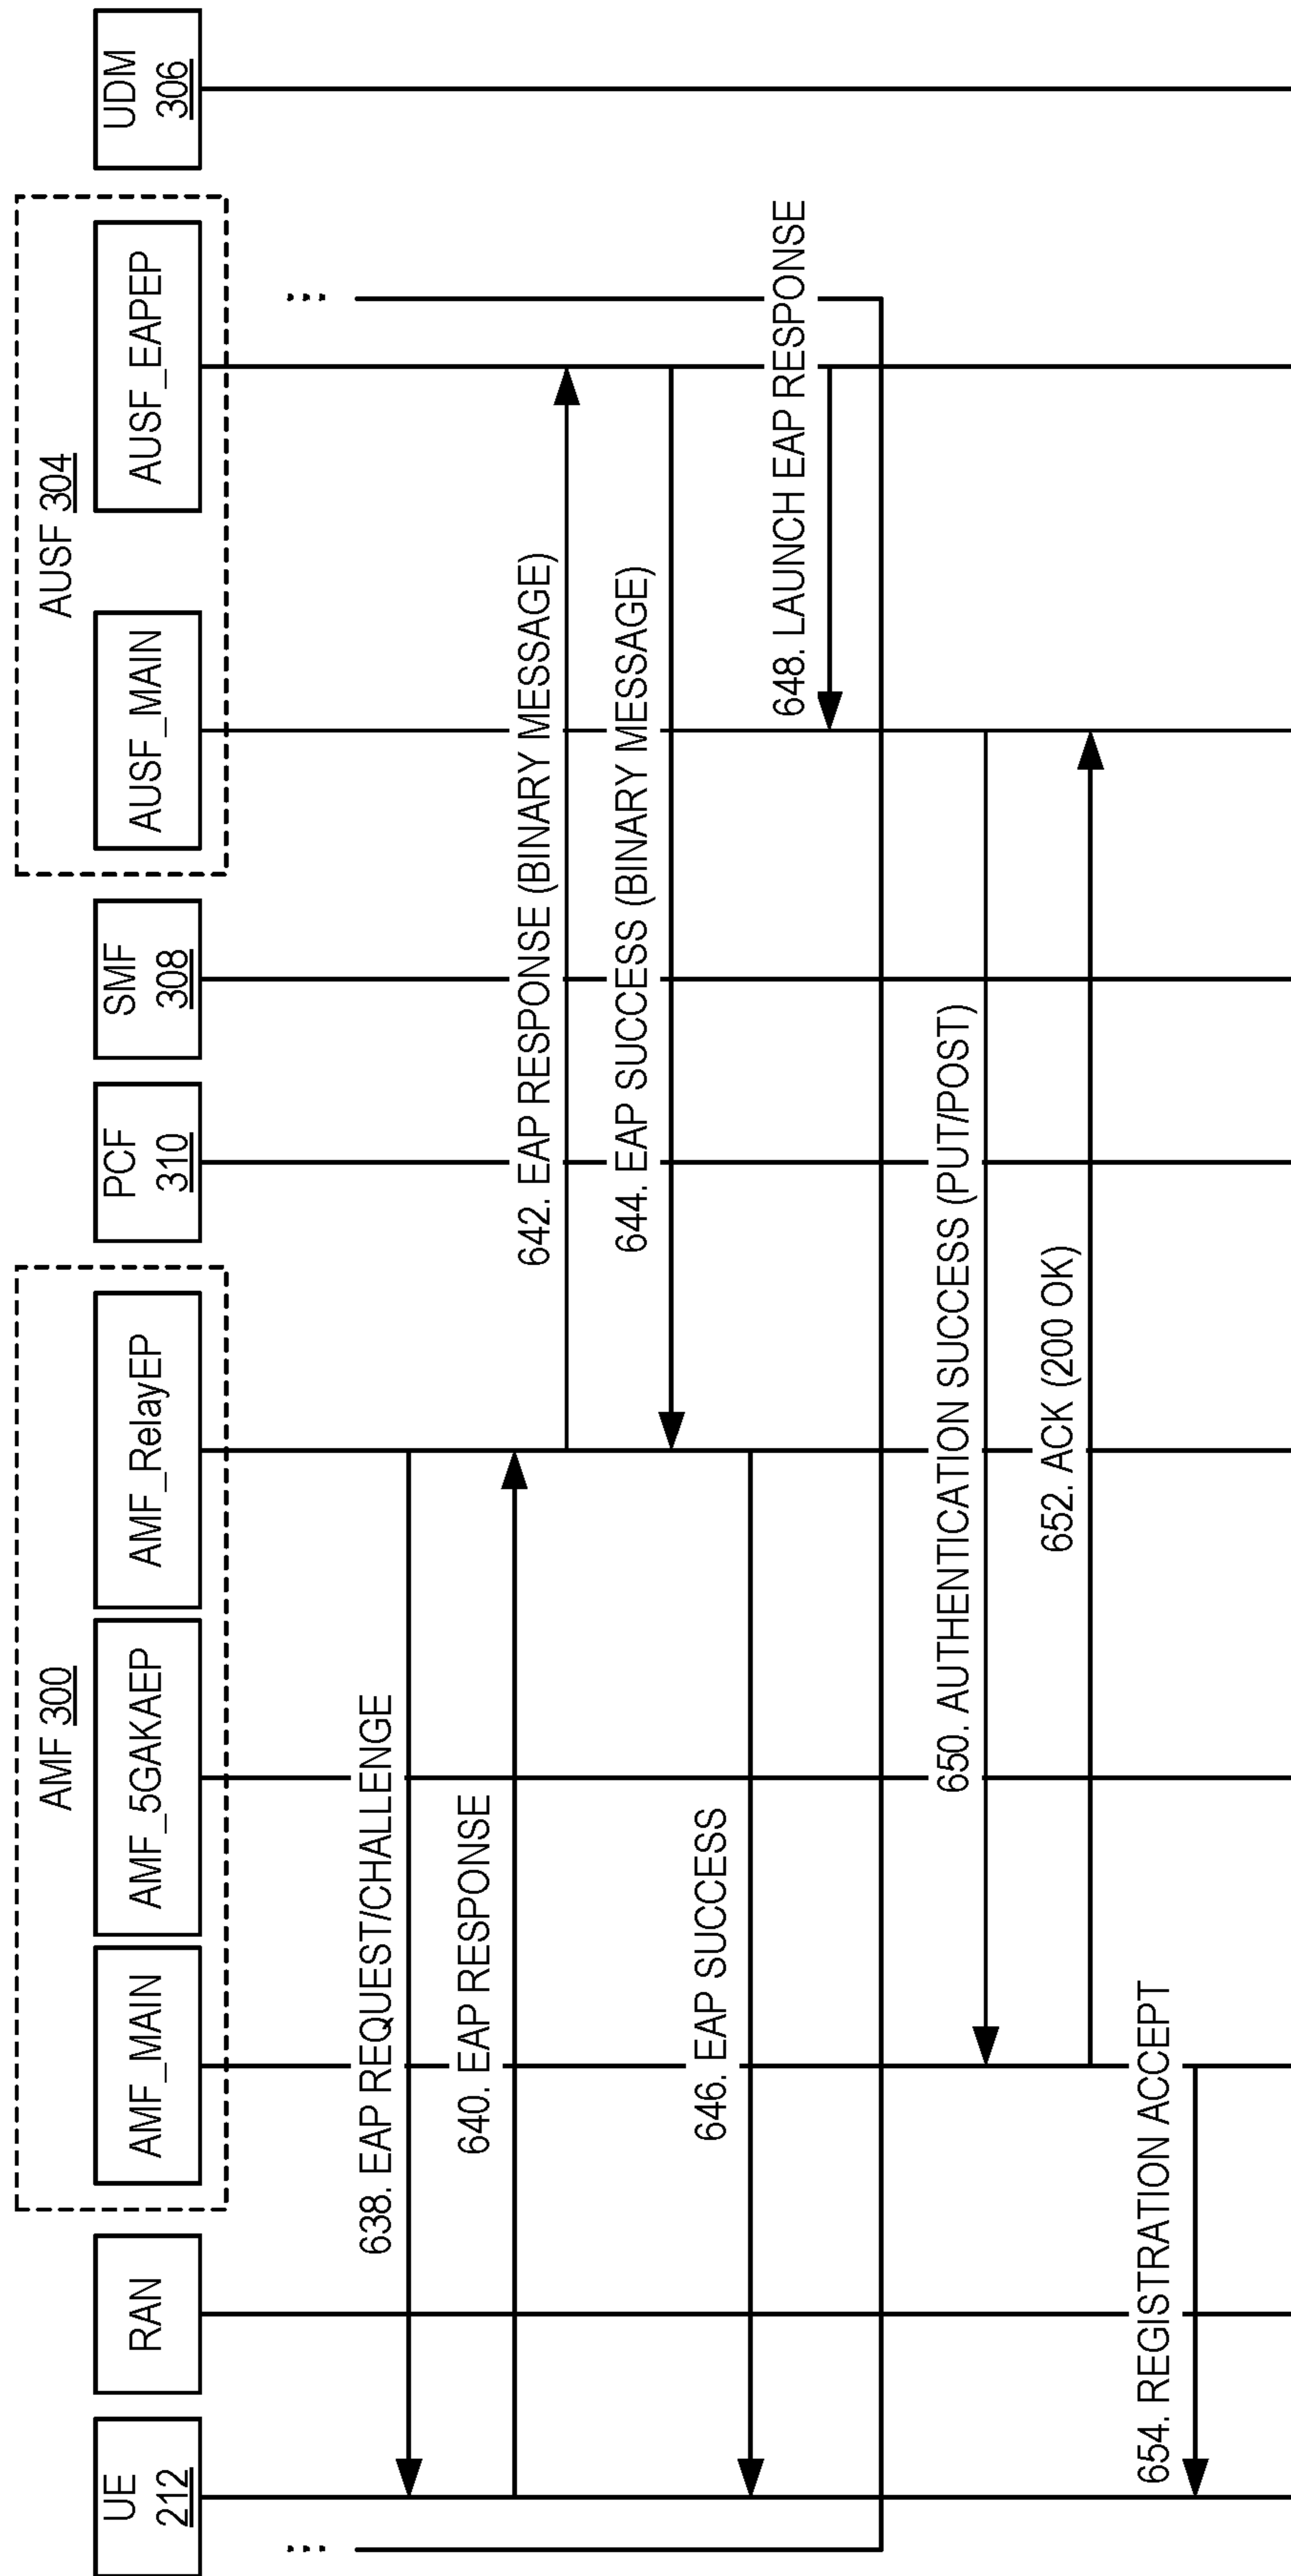 UE
212
RAN
AMF 300
AMF_MAIN
AMF_5GAKAEP
AMF_RelayEP
PCF
310
SMF
308
AUSF 304
AUSF_MAIN
AUSF_EAPEP
UDM
306
...
...
638. EAP REQUEST/CHALLENGE
640. EAP RESPONSE
642. EAP RESPONSE (BINARY MESSAGE)
644. EAP SUCCESS (BINARY MESSAGE)
646. EAP SUCCESS
648. LAUNCH EAP RESPONSE
650. AUTHENTICATION SUCCESS (PUT/POST)
652. ACK (200 OK)
654. REGISTRATION ACCEPT